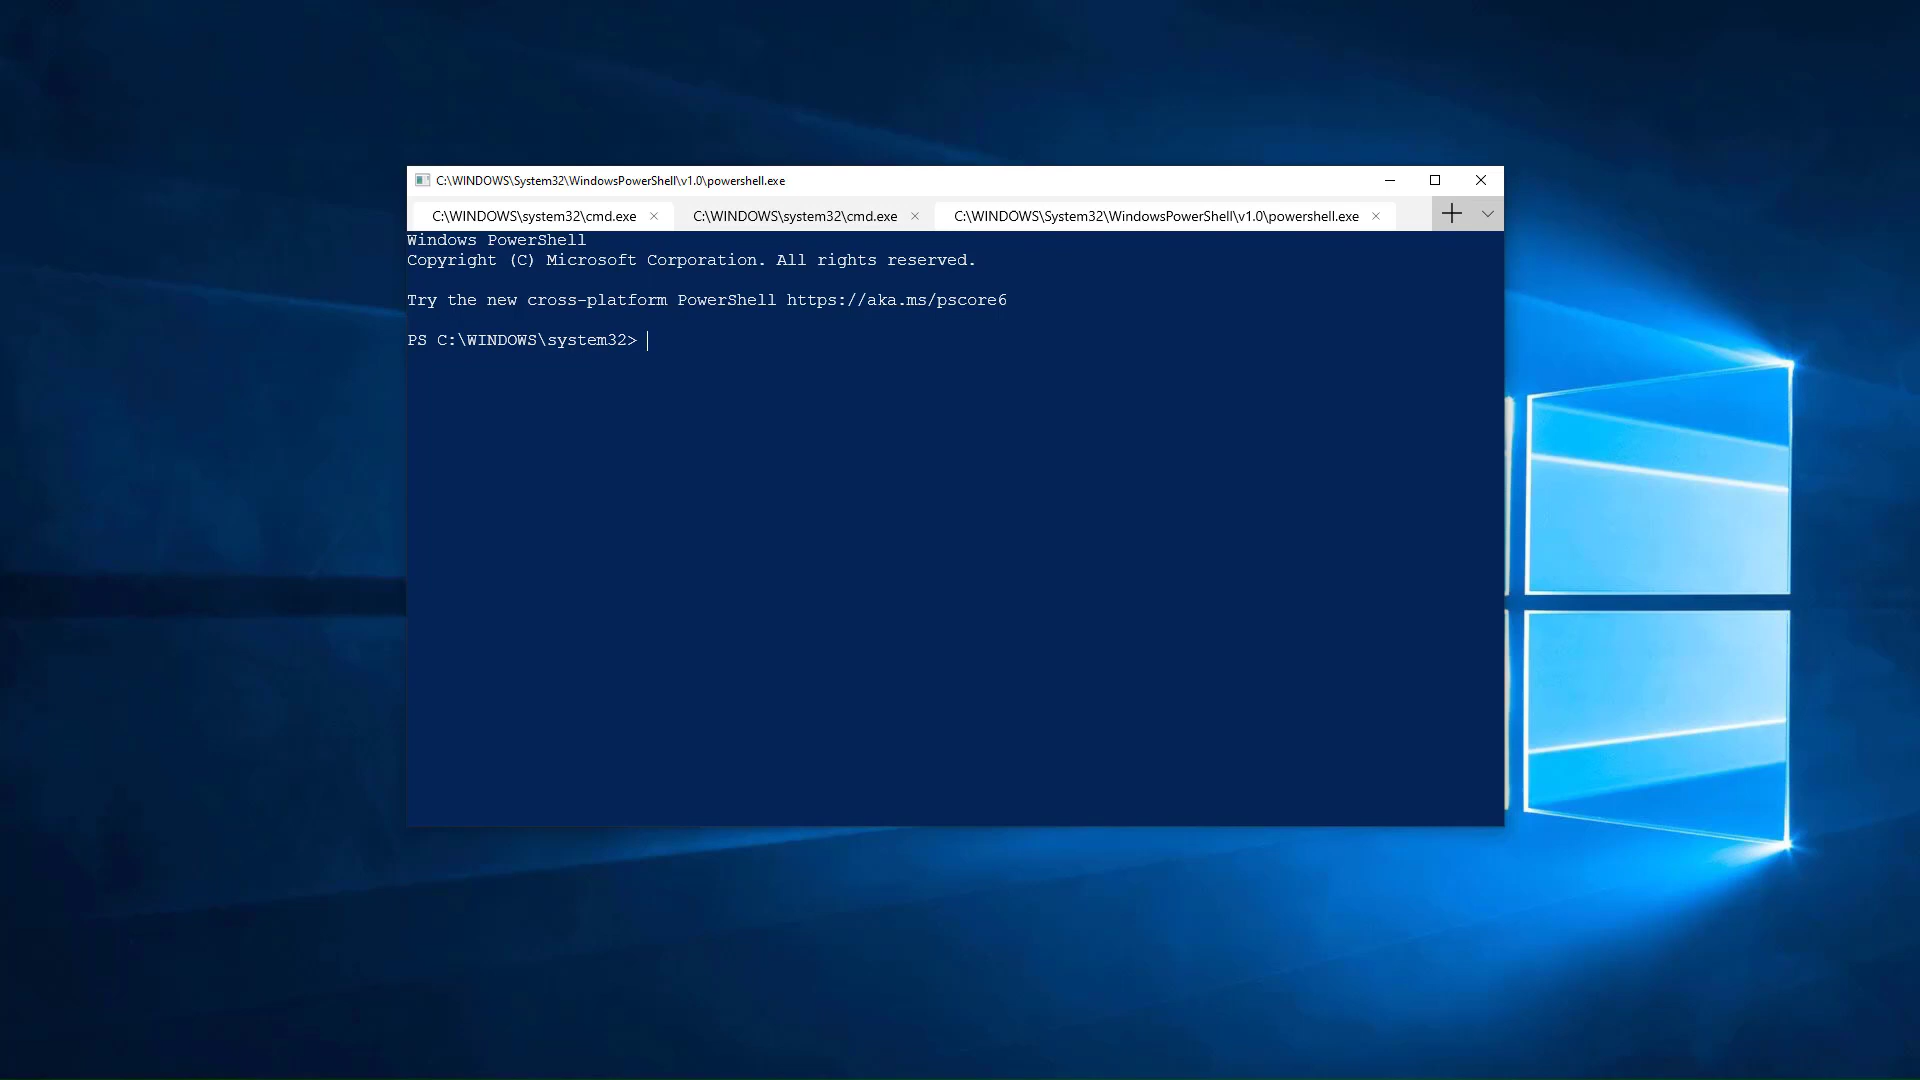 C:\WINDOWS\System32\WindowsPowerShell\v1.0\powershell.exe
C:\WINDOWS\system32\cmd.exe C:\WINDOWS\system32\cmd.exe C:\WINDOWS\System32\WindowsPowerShell\v1.0\powershell.exe
Windows PowerShell
Copyright (C) Microsoft Corporation. All rights reserved.
Try the new cross-platform PowerShell https://aka.ms/pscore6
PS C:\WINDOWS\system32>